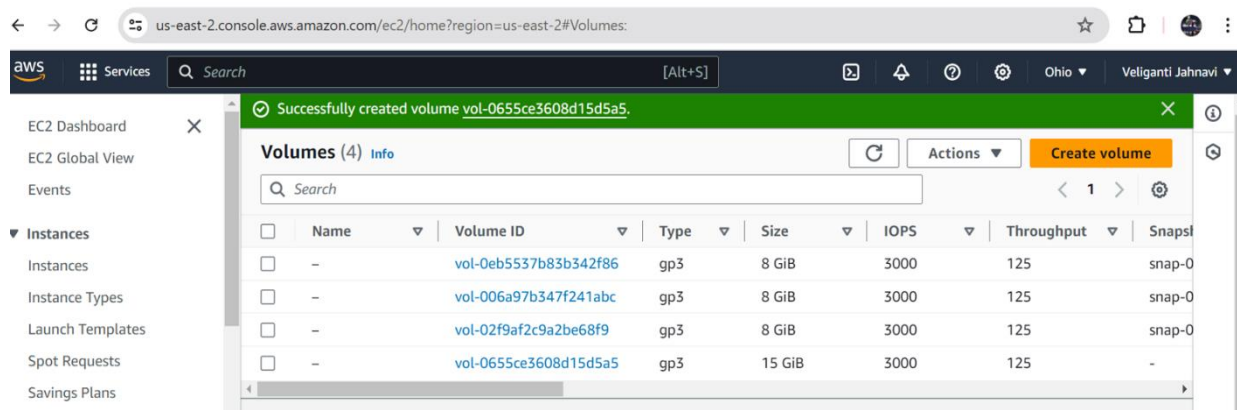 us-east-2.console.aws.amazon.com/ec2/home?region=us-east-2#Volumes:
aws Services Search [Alt+S] Ohio Veliganti Jahnavi
Successfully created volume vol-0655ce3608d15d5a5.
EC2 Dashboard
EC2 Global View
Events
Instances
Instances
Instance Types
Launch Templates
Spot Requests
Savings Plans
Volumes (4) Info Actions Create volume
Search 1
Name Volume ID Type Size IOPS Throughput Snapsh
– vol-0eb5537b83b342f86 gp3 8 GiB 3000 125 snap-0
– vol-006a97b347f241abc gp3 8 GiB 3000 125 snap-0
– vol-02f9af2c9a2be68f9 gp3 8 GiB 3000 125 snap-0
– vol-0655ce3608d15d5a5 gp3 15 GiB 3000 125 -